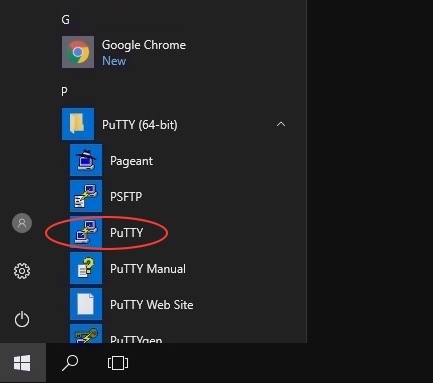 G
Google Chrome
New
P
PuTTY (64-bit)
Pageant
PSFTP
PuTTY
PuTTY Manual
PuTTY Web Site
PuTTYgen